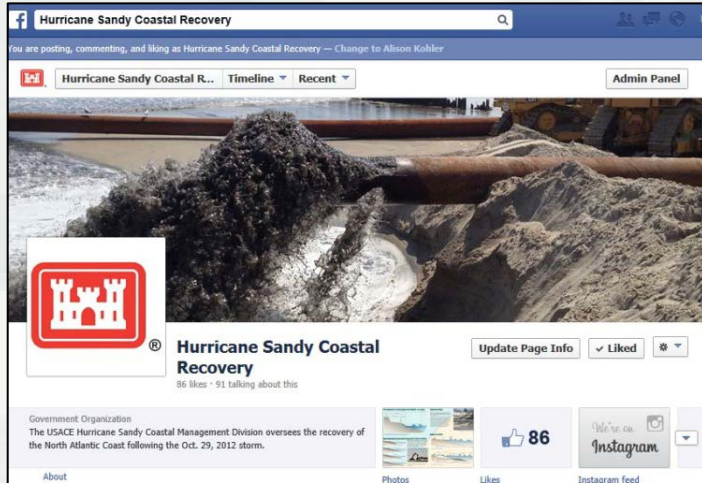 f Hurricane Sandy Coastal Recovery
You are posting, commenting, and liking as Hurricane Sandy Coastal Recovery — Change to Alison Kohler
Hurricane Sandy Coastal R... Timeline Recent Admin Panel
®
Hurricane Sandy Coastal
Recovery
Update Page Info ✓ Liked
86 likes · 91 talking about this
Government Organization
The USACE Hurricane Sandy Coastal Management Division oversees the recovery of
the North Atlantic Coast following the Oct. 29, 2012 storm.
86
We're on
Instagram
About Photos Likes Instagram feed